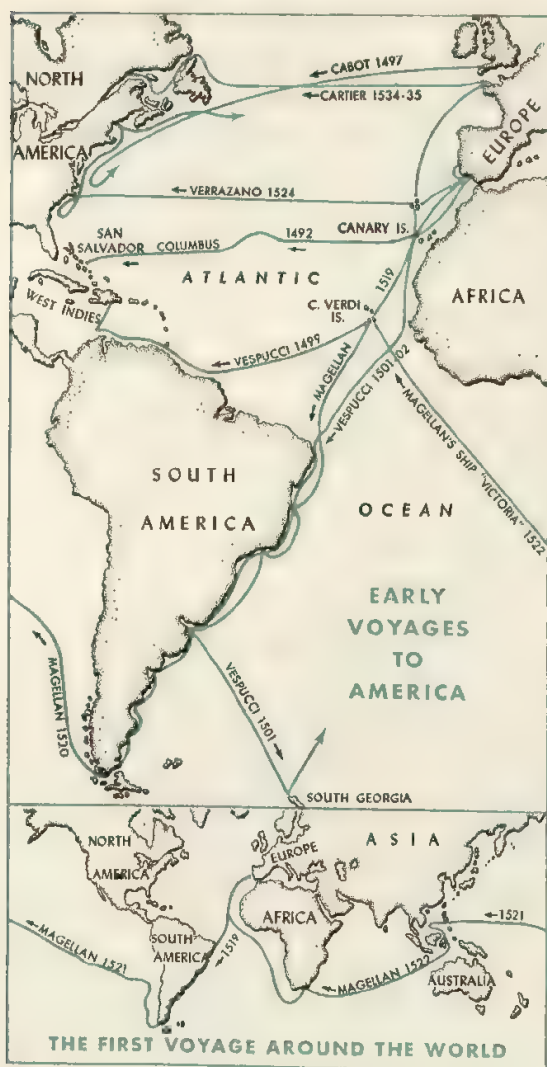 CABOT 1497
CARTIER 1534-35
NORTH
AMERICA
EUROPE
VERRAZANO 1524
SAN
SALVADOR
COLUMBUS
1492
CANARY IS.
ATLANTIC
1519
AFRICA
WEST INDIES
C. VERDI
IS.
VESPUCCI 1499
MAGELLAN
VESPUCCI 1501-02
MAGELLAN'S SHIP "VICTORIA" 1522
SOUTH
AMERICA
OCEAN
EARLY
VOYAGES
TO
AMERICA
MAGELLAN 1520
VESPUCCI 1501
SOUTH GEORGIA
NORTH
AMERICA
EUROPE
ASIA
AFRICA
SOUTH
AMERICA
1519
1521
MAGELLAN 1521
MAGELLAN 1522
AUSTRALIA
THE FIRST VOYAGE AROUND THE WORLD